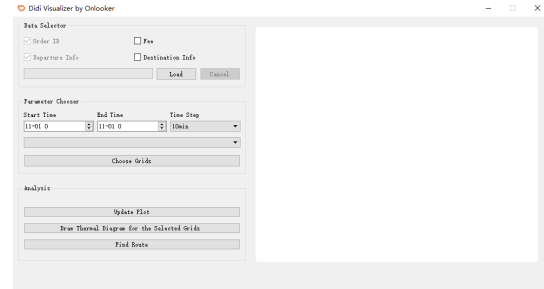 Didi Visualizer by Onlooker
Data Selector
Order ID
Fee
Departure Info
Destination Info
Load
Cancel
Parameter Chooser
Start Time
End Time
Time Step
11-01 0
11-01 0
10min
Choose Grids
Analysis
Update Plot
Draw Thermal Diagram for the Selected Grids
Find Route